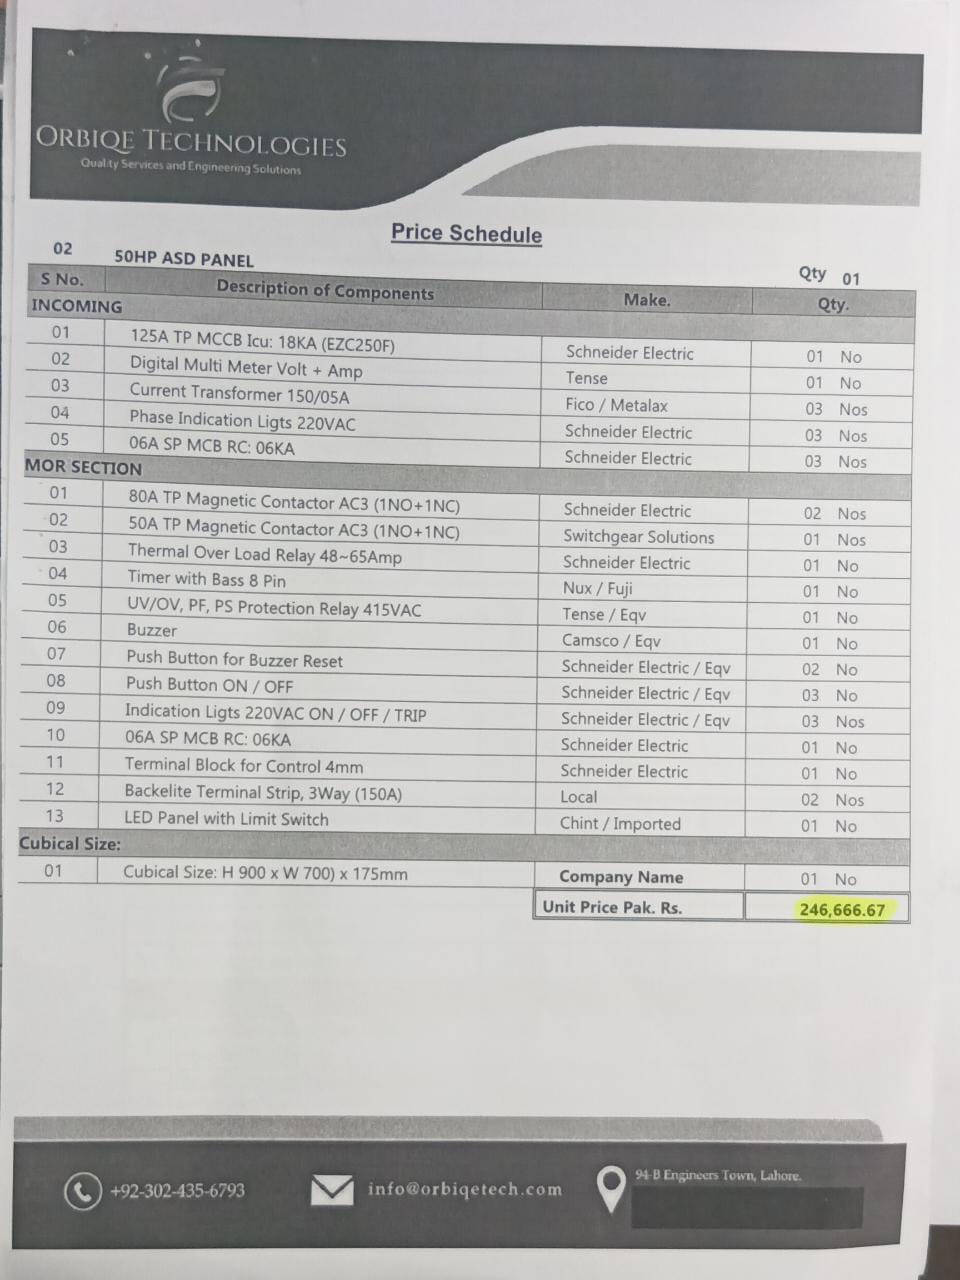 ORBIQE TECHNOLOGIES
Quality Services and Engineering Solutions
Price Schedule
02 50HP ASD PANEL Qty 01
S No. Description of Components Make. Qty.
INCOMING
01 125A TP MCCB Icu: 18KA (EZC250F) Schneider Electric 01 No
02 Digital Multi Meter Volt + Amp Tense 01 No
03 Current Transformer 150/05A Fico / Metalax 03 Nos
04 Phase Indication Ligts 220VAC Schneider Electric 03 Nos
05 06A SP MCB RC: 06KA Schneider Electric 03 Nos
MOR SECTION
01 80A TP Magnetic Contactor AC3 (1NO+1NC) Schneider Electric 02 Nos
02 50A TP Magnetic Contactor AC3 (1NO+1NC) Switchgear Solutions 01 Nos
03 Thermal Over Load Relay 48~65Amp Schneider Electric 01 No
04 Timer with Bass 8 Pin Nux / Fuji 01 No
05 UV/OV, PF, PS Protection Relay 415VAC Tense / Eqv 01 No
06 Buzzer Camsco / Eqv 01 No
07 Push Button for Buzzer Reset Schneider Electric / Eqv 02 No
08 Push Button ON / OFF Schneider Electric / Eqv 03 No
09 Indication Ligts 220VAC ON / OFF / TRIP Schneider Electric / Eqv 03 Nos
10 06A SP MCB RC: 06KA Schneider Electric 01 No
11 Terminal Block for Control 4mm Schneider Electric 01 No
12 Backelite Terminal Strip, 3Way (150A) Local 02 Nos
13 LED Panel with Limit Switch Chint / Imported 01 No
Cubical Size:
01 Cubical Size: H 900 x W 700) x 175mm Company Name 01 No
Unit Price Pak. Rs. 246,666.67
+92-302-435-6793 info@orbiqetech.com 94-B Engineers Town, Lahore.